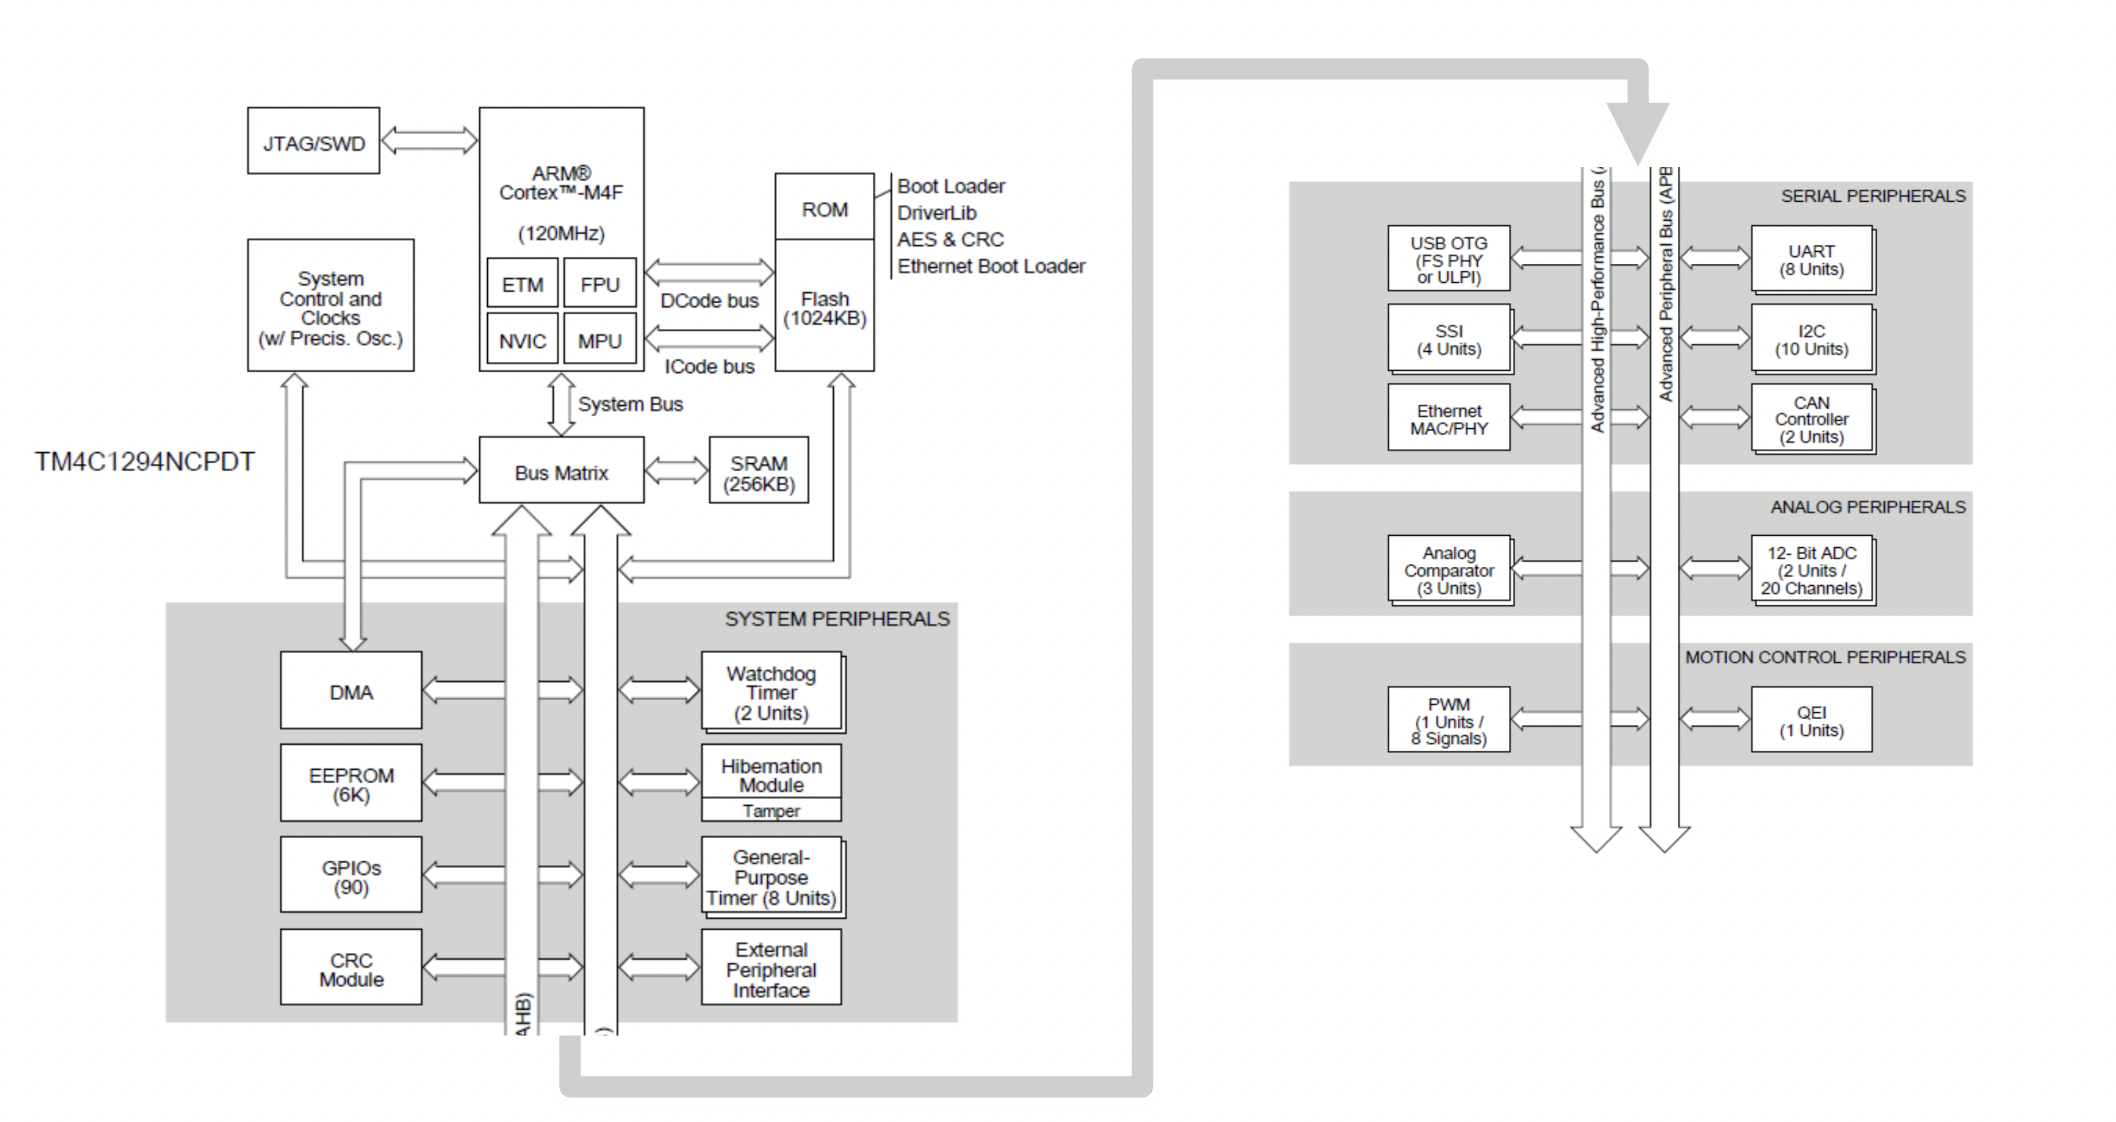 JTAG/SWD
ARM®
Cortex™-M4F
(120MHz)
ETM
FPU
NVIC
MPU
ROM
Boot Loader
DriverLib
AES & CRC
Ethernet Boot Loader
System
Control and
Clocks
(w/ Precis. Osc.)
DCode bus
Flash
(1024KB)
ICode bus
System Bus
TM4C1294NCPDT
Bus Matrix
SRAM
(256KB)
SYSTEM PERIPHERALS
DMA
Watchdog
Timer
(2 Units)
EEPROM
(6K)
Hibernation
Module
Tamper
GPIOs
(90)
General-
Purpose
Timer (8 Units)
CRC
Module
External
Peripheral
Interface
AHB)
)
Advanced High-Performance Bus (
Advanced Peripheral Bus (APB
SERIAL PERIPHERALS
USB OTG
(FS PHY
or ULPI)
UART
(8 Units)
SSI
(4 Units)
I2C
(10 Units)
Ethernet
MAC/PHY
CAN
Controller
(2 Units)
ANALOG PERIPHERALS
Analog
Comparator
(3 Units)
12- Bit ADC
(2 Units /
20 Channels)
MOTION CONTROL PERIPHERALS
PWM
(1 Units /
8 Signals)
QEI
(1 Units)